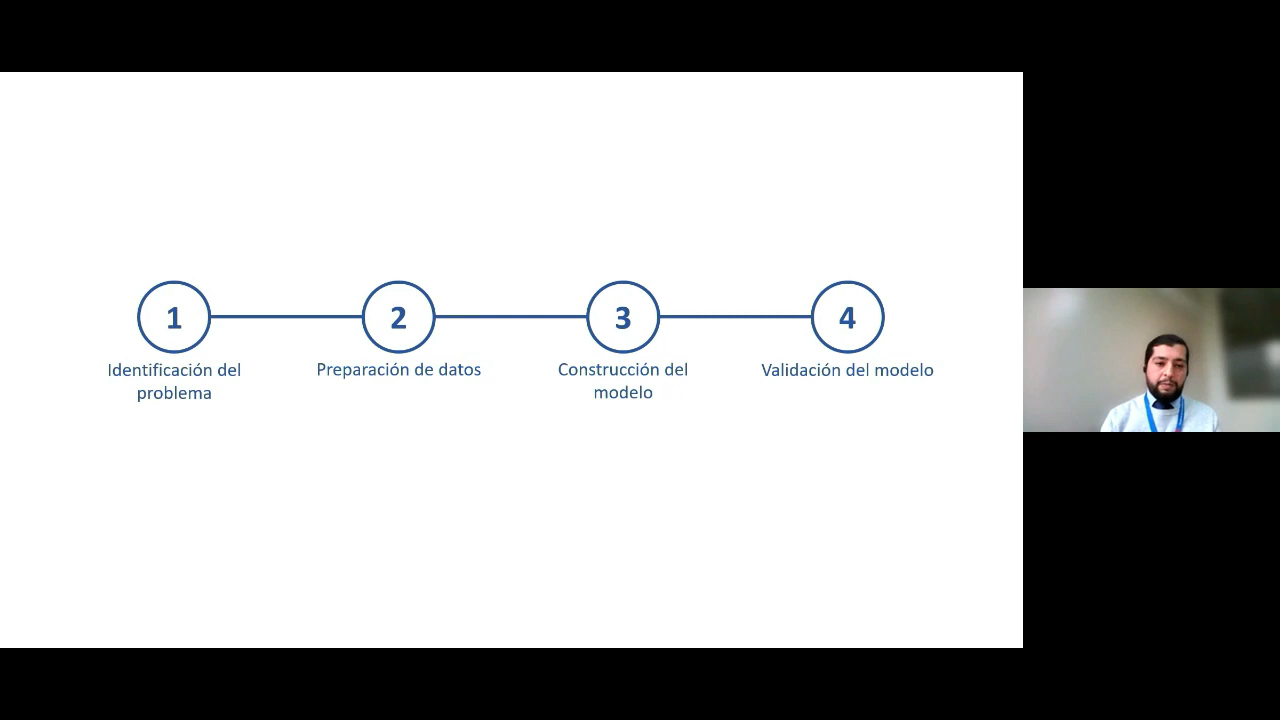 1
Identificación del
problema
2
Preparación de datos
3
Construcción del
modelo
4
Validación del modelo